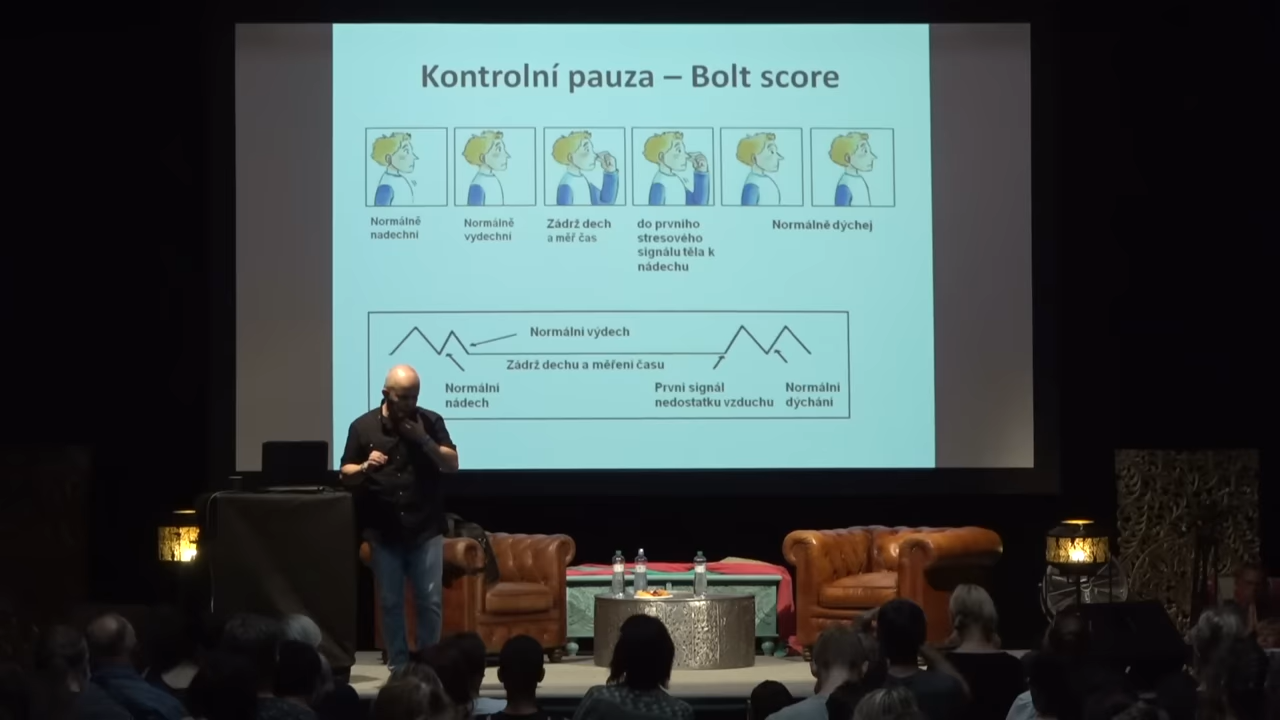 Kontrolní pauza – Bolt score
Normálně
nadechni
Normálně
vydechni
Zádrž dech
a měř čas
do prvního
stresového
signálu těla k
nádechu
Normálně dýchej
Normální výdech
Zádrž dechu a měření času
Normální
nádech
První signál
nedostatku vzduchu
Normální
dýchání